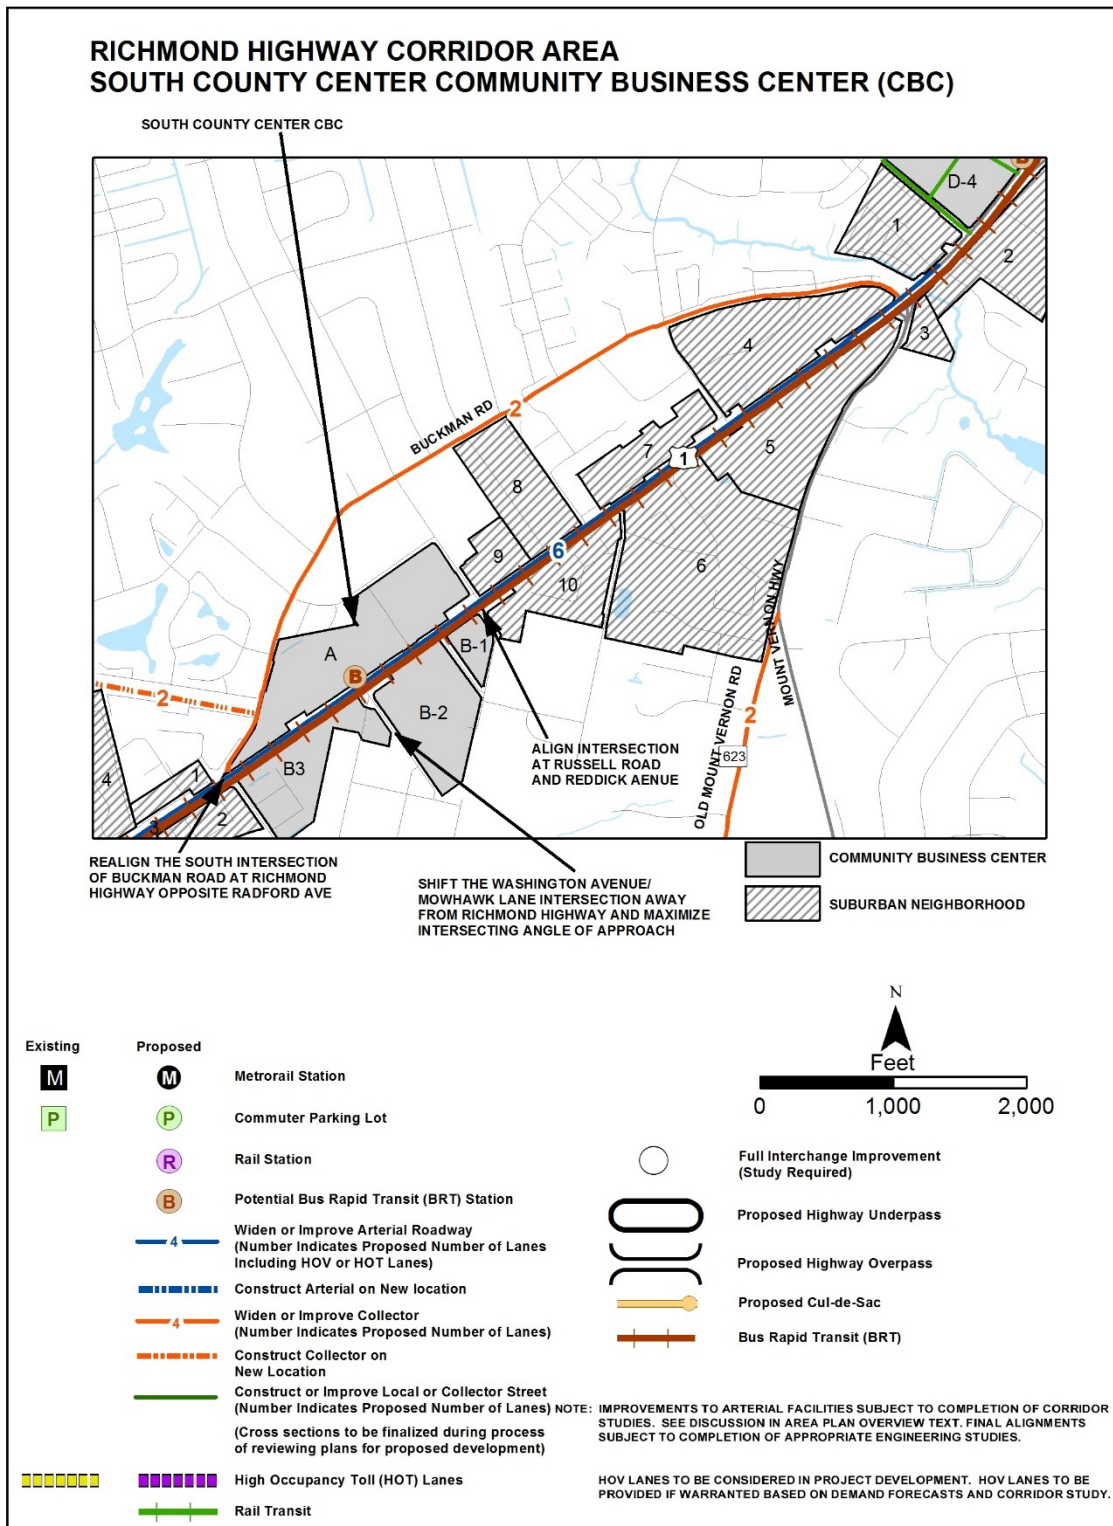 RICHMOND HIGHWAY CORRIDOR AREA
SOUTH COUNTY CENTER COMMUNITY BUSINESS CENTER (CBC)
SOUTH COUNTY CENTER CBC
B
D-4
1
2
3
4
BUCKMAN RD
2
7
1
5
8
6
9
10
6
B-1
A
B
B-2
MOUNT VERNON HWY
OLD MOUNT VERNON RD
2
623
2
B3
4
1
3
2
ALIGN INTERSECTION
AT RUSSELL ROAD
AND REDDICK AENUE
REALIGN THE SOUTH INTERSECTION
OF BUCKMAN ROAD AT RICHMOND
HIGHWAY OPPOSITE RADFORD AVE
SHIFT THE WASHINGTON AVENUE/
MOWHAWK LANE INTERSECTION AWAY
FROM RICHMOND HIGHWAY AND MAXIMIZE
INTERSECTING ANGLE OF APPROACH
COMMUNITY BUSINESS CENTER
SUBURBAN NEIGHBORHOOD
N
Feet
0 1,000 2,000
Existing Proposed
M M Metrorail Station
P P Commuter Parking Lot
R Rail Station
B Potential Bus Rapid Transit (BRT) Station
4 Widen or Improve Arterial Roadway
(Number Indicates Proposed Number of Lanes
Including HOV or HOT Lanes)
Construct Arterial on New location
4 Widen or Improve Collector
(Number Indicates Proposed Number of Lanes)
Construct Collector on
New Location
Construct or Improve Local or Collector Street
(Number Indicates Proposed Number of Lanes)
(Cross sections to be finalized during process
of reviewing plans for proposed development)
High Occupancy Toll (HOT) Lanes
Rail Transit
Full Interchange Improvement
(Study Required)
Proposed Highway Underpass
Proposed Highway Overpass
Proposed Cul-de-Sac
Bus Rapid Transit (BRT)
NOTE: IMPROVEMENTS TO ARTERIAL FACILITIES SUBJECT TO COMPLETION OF CORRIDOR
STUDIES. SEE DISCUSSION IN AREA PLAN OVERVIEW TEXT. FINAL ALIGNMENTS
SUBJECT TO COMPLETION OF APPROPRIATE ENGINEERING STUDIES.
HOV LANES TO BE CONSIDERED IN PROJECT DEVELOPMENT. HOV LANES TO BE
PROVIDED IF WARRANTED BASED ON DEMAND FORECASTS AND CORRIDOR STUDY.